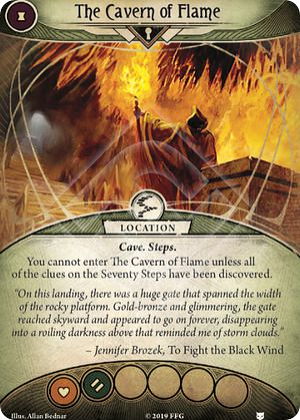 The Cavern of Flame
LOCATION
Cave. Steps.
You cannot enter The Cavern of Flame unless all
of the clues on the Seventy Steps have been discovered.
"On this landing, there was a huge gate that spanned the width
of the rocky platform. Gold-bronze and glimmering, the gate
reached skyward and appeared to go on forever, disappearing
into a roiling darkness above that reminded me of storm clouds."
– Jennifer Brozek, To Fight the Black Wind
Illus. Allan Bednar
© 2019 FFG